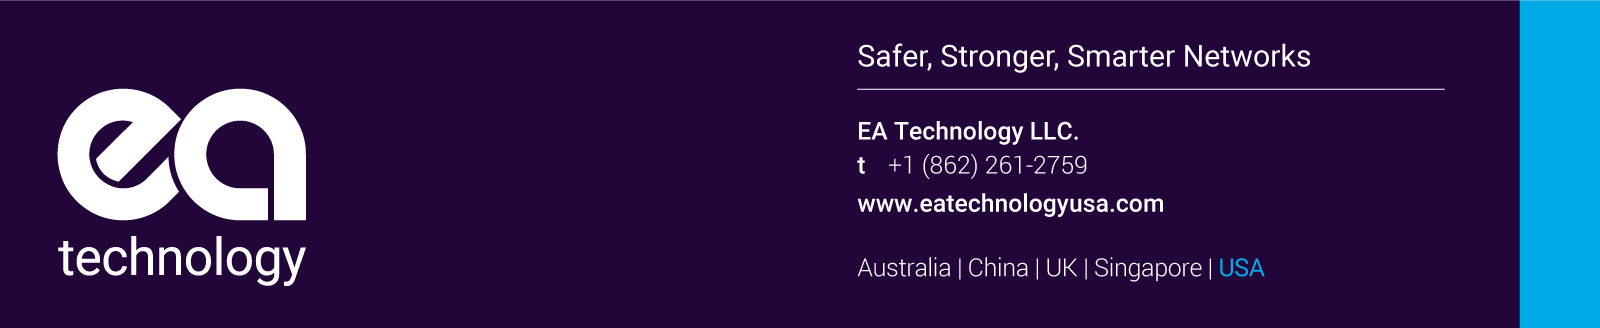 Safer, Stronger, Smarter Networks
ea
technology
EA Technology LLC.
t +1 (862) 261-2759
www.eatechnologyusa.com
Australia | China | UK | Singapore | USA